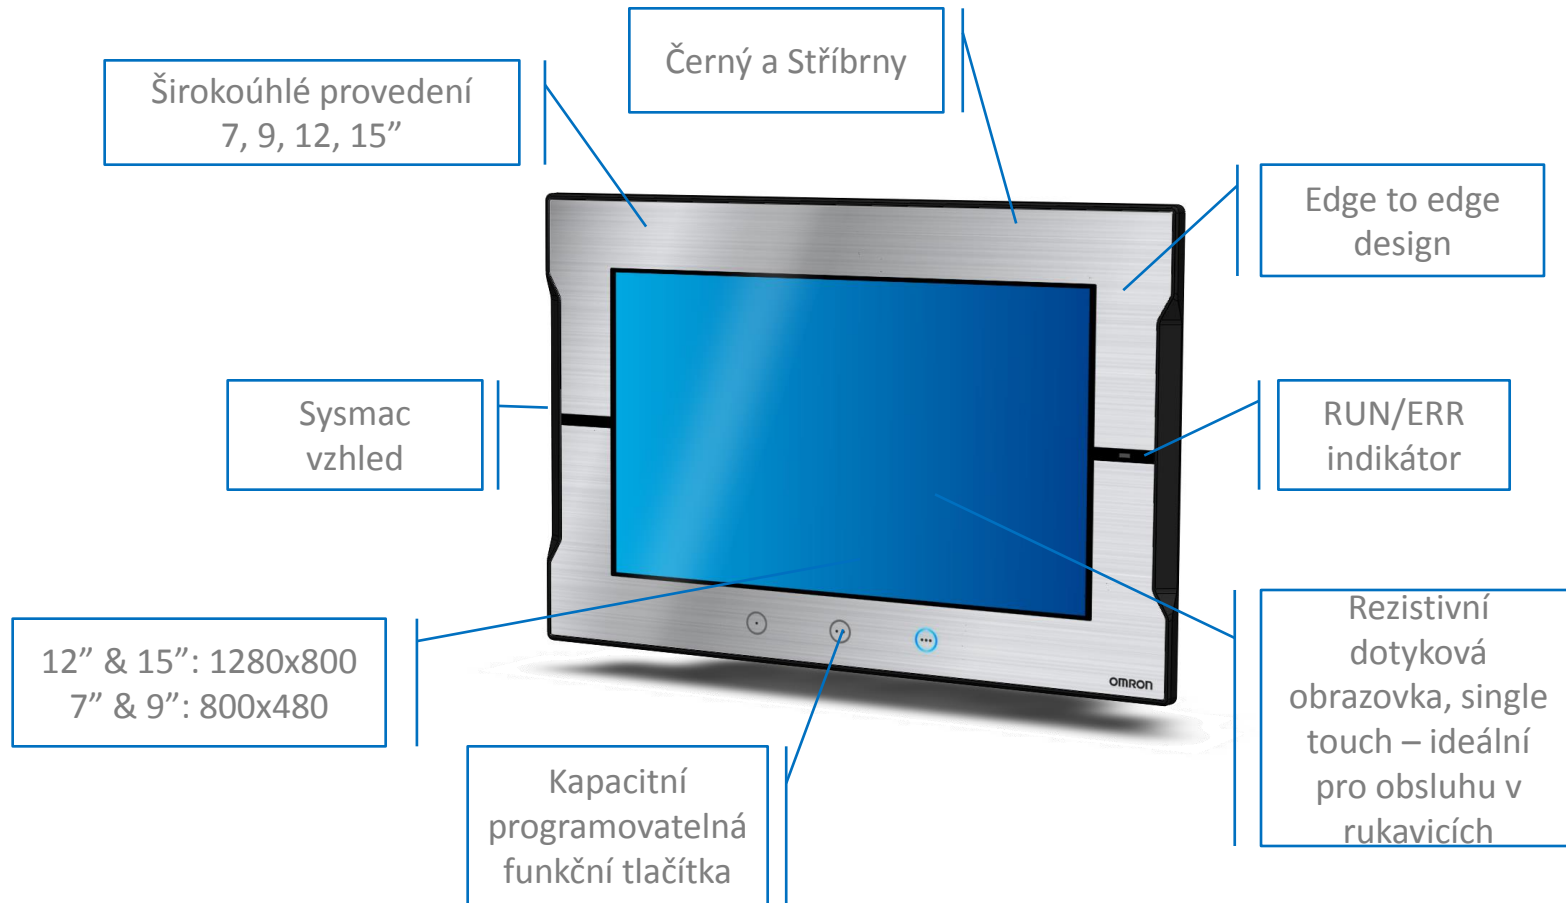 Černý a Stříbrny
Širokoúhlé provedení
7, 9, 12, 15”
Edge to edge
design
Sysmac
vzhled
RUN/ERR
indikátor
12” & 15”: 1280x800
7” & 9”: 800x480
OMRON
Rezistivní
dotyková
obrazovka, single
touch – ideální
pro obsluhu v
rukavicích
Kapacitní
programovatelná
funkční tlačítka